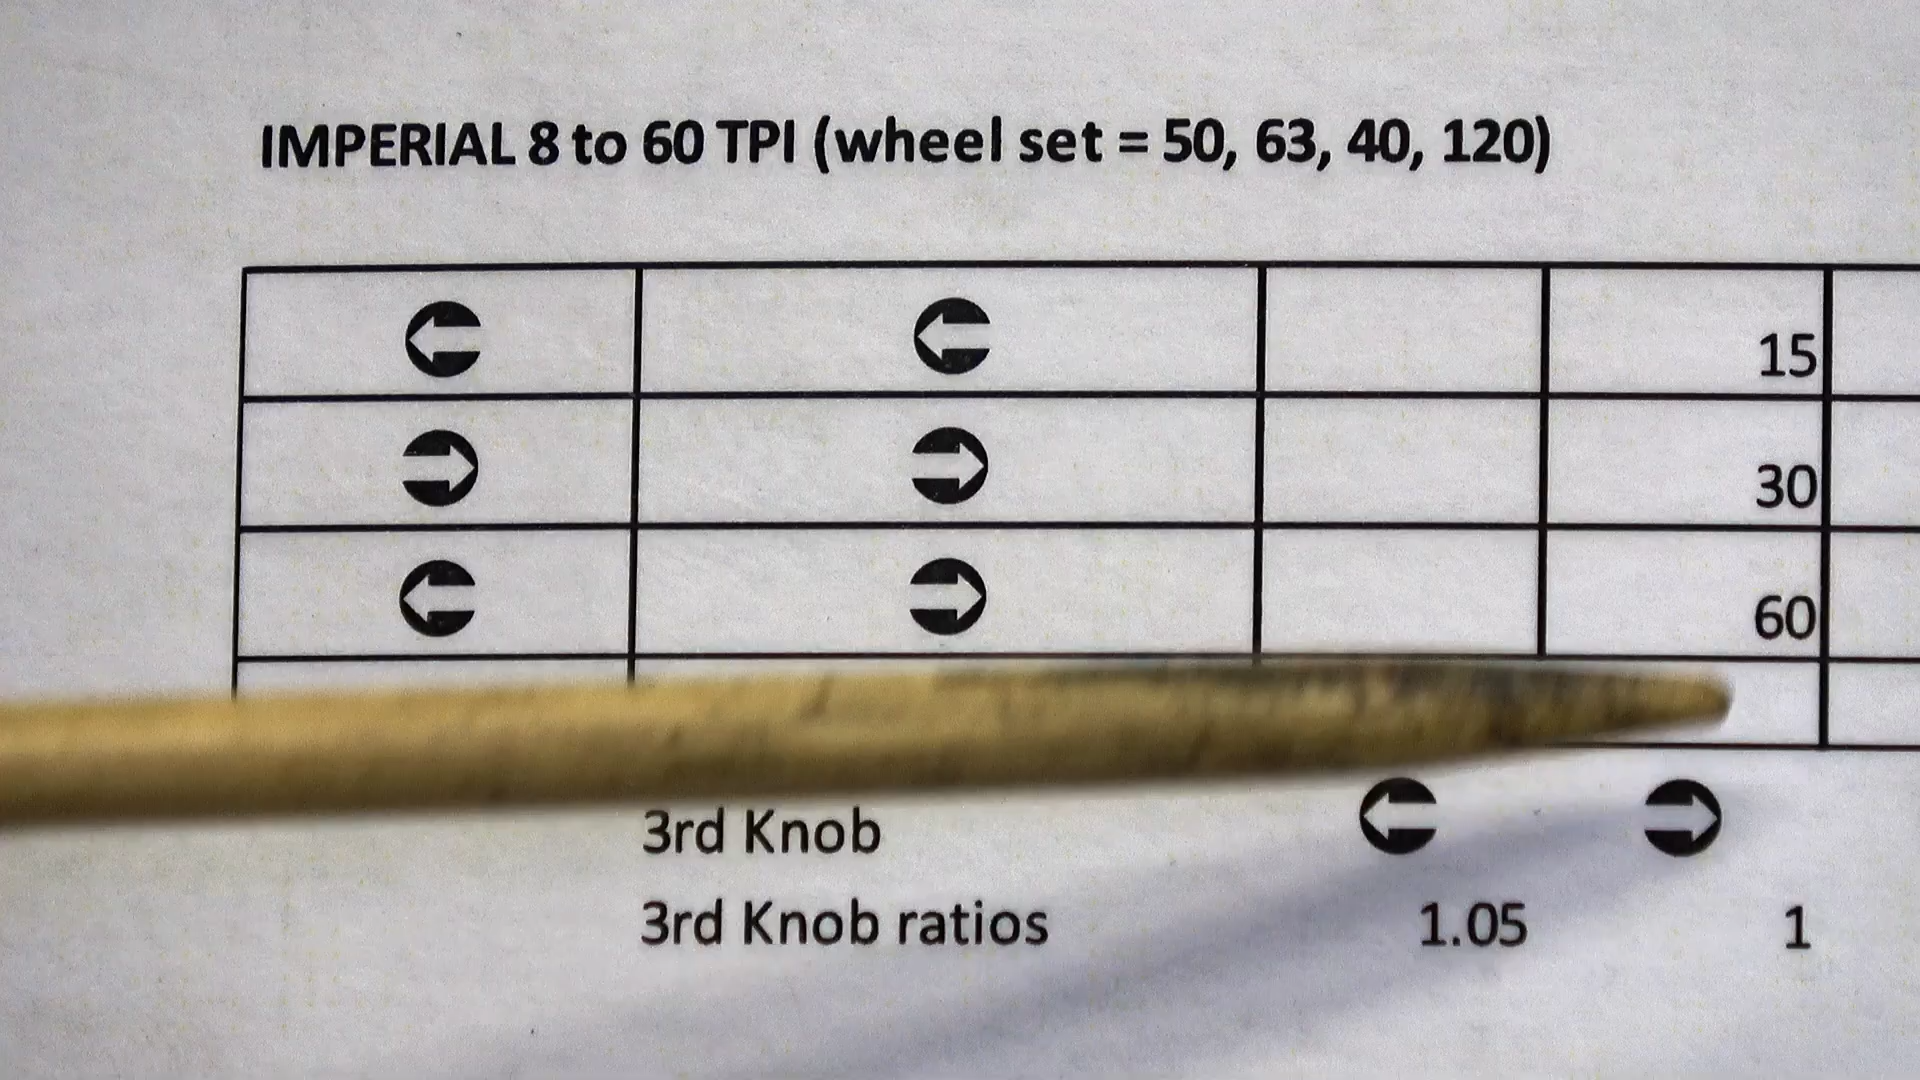 IMPERIAL 8 to 60 TPI (wheel set = 50, 63, 40, 120)
15
30
60
3rd Knob
3rd Knob ratios 1.05 1